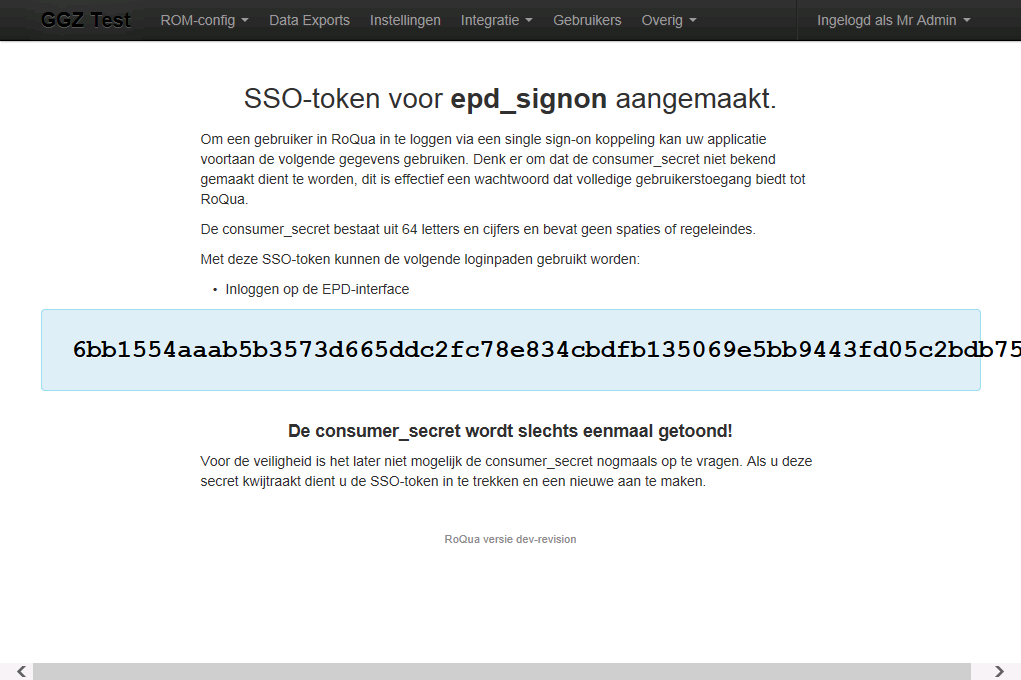 GGZ Test ROM-config Data Exports Instellingen Integratie Gebruikers Overig Ingelogd als Mr Admin
SSO-token voor epd_signon aangemaakt.
Om een gebruiker in RoQua in te loggen via een single sign-on koppeling kan uw applicatie
voortaan de volgende gegevens gebruiken. Denk er om dat de consumer_secret niet bekend
gemaakt dient te worden, dit is effectief een wachtwoord dat volledige gebruikerstoegang biedt tot
RoQua.
De consumer_secret bestaat uit 64 letters en cijfers en bevat geen spaties of regeleindes.
Met deze SSO-token kunnen de volgende loginpaden gebruikt worden:
• Inloggen op de EPD-interface
6bb1554aaab5b3573d665ddc2fc78e834cbdfb135069e5bb9443fd05c2bdb75
De consumer_secret wordt slechts eenmaal getoond!
Voor de veiligheid is het later niet mogelijk de consumer_secret nogmaals op te vragen. Als u deze
secret kwijtraakt dient u de SSO-token in te trekken en een nieuwe aan te maken.
RoQua versie dev-revision